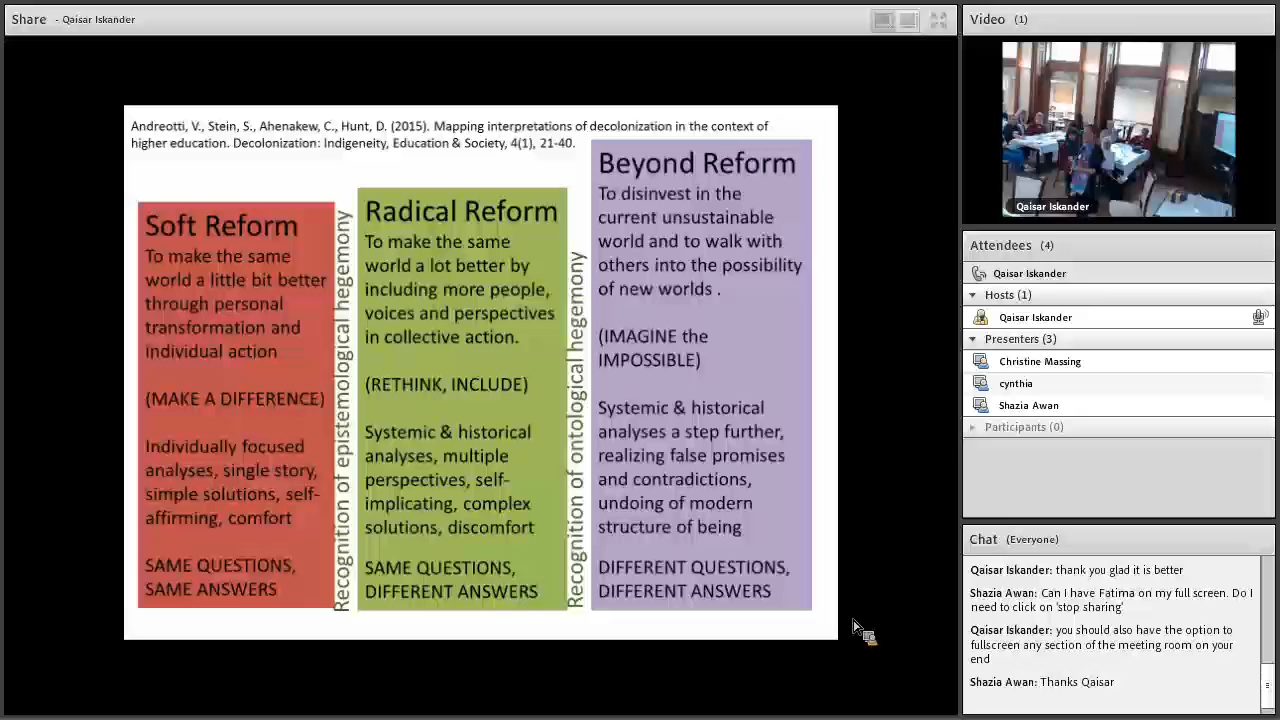 Share - Qaisar Iskander
Andreotti, V., Stein, S., Ahenakew, C., Hunt, D. (2015). Mapping interpretations of decolonization in the context of
higher education. Decolonization: Indigeneity, Education & Society, 4(1), 21-40.
Soft Reform
To make the same
world a little bit better
through personal
transformation and
individual action
(MAKE A DIFFERENCE)
Individually focused
analyses, single story,
simple solutions, self-
affirming, comfort
SAME QUESTIONS,
SAME ANSWERS
Recognition of epistemological hegemony
Radical Reform
To make the same
world a lot better by
including more people,
voices and perspectives
in collective action.
(RETHINK, INCLUDE)
Systemic & historical
analyses, multiple
perspectives, self-
implicating, complex
solutions, discomfort
SAME QUESTIONS,
DIFFERENT ANSWERS
Recognition of ontological hegemony
Beyond Reform
To disinvest in the
current unsustainable
world and to walk with
others into the possibility
of new worlds .
(IMAGINE the
IMPOSSIBLE)
Systemic & historical
analyses a step further,
realizing false promises
and contradictions,
undoing of modern
structure of being
DIFFERENT QUESTIONS,
DIFFERENT ANSWERS
Video (1)
Qaisar Iskander
Attendees (4)
Qaisar Iskander
Hosts (1)
Qaisar Iskander
Presenters (3)
Christine Massing
cynthia
Shazia Awan
Participants (0)
Chat (Everyone)
Qaisar Iskander: thank you glad it is better
Shazia Awan: Can I have Fatima on my full screen. Do I
need to click on 'stop sharing'
Qaisar Iskander: you should also have the option to
fullscreen any section of the meeting room on your
end
Shazia Awan: Thanks Qaisar